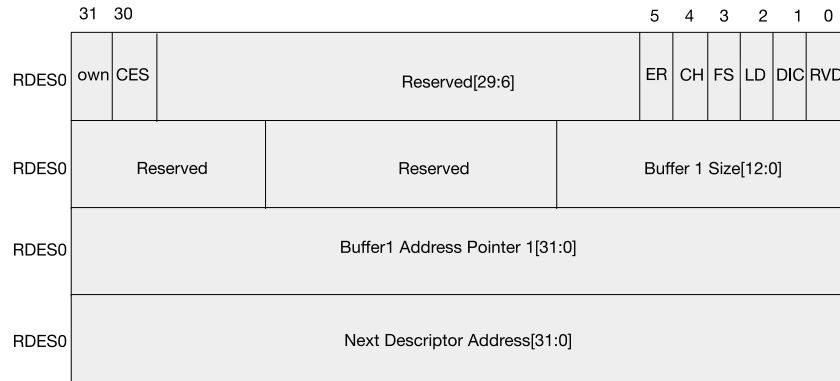 31 30 5 4 3 2 1 0
RDES0 own CES Reserved[29:6] ER CH FS LD DIC RVD
RDES0 Reserved Reserved Buffer 1 Size[12:0]
RDES0 Buffer1 Address Pointer 1[31:0]
RDES0 Next Descriptor Address[31:0]